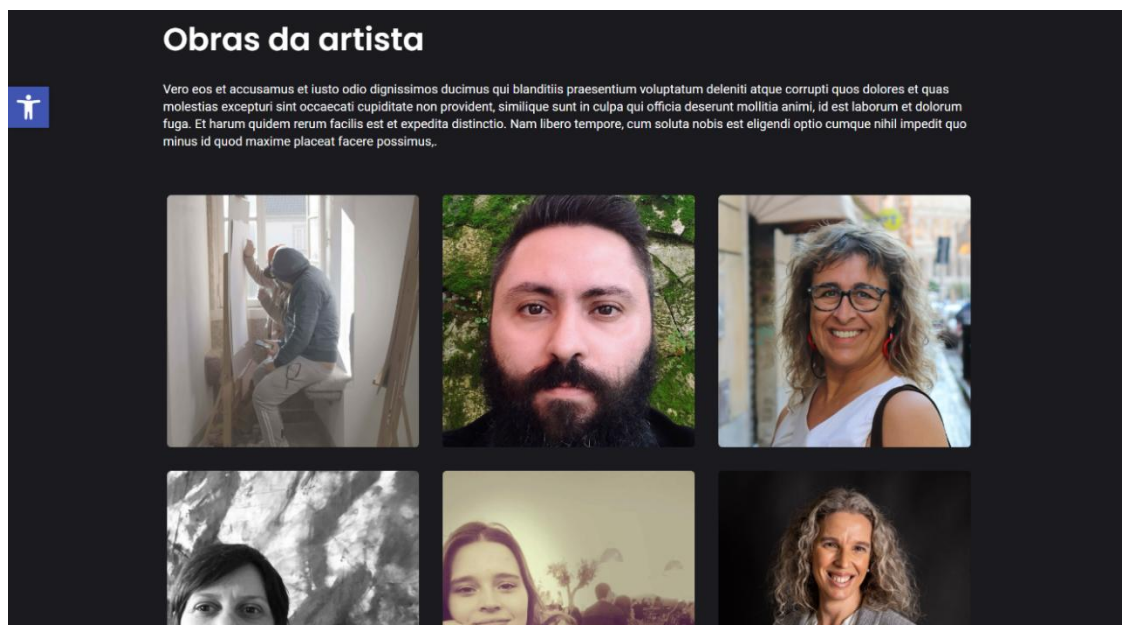 Obras da artista
Vero eos et accusamus et iusto odio dignissimos ducimus qui blanditiis praesentium voluptatum deleniti atque corrupti quos dolores et quas
molestias excepturi sint occaecati cupiditate non provident, similique sunt in culpa qui officia deserunt mollitia animi, id est laborum et dolorum
fuga. Et harum quidem rerum facilis est et expedita distinctio. Nam libero tempore, cum soluta nobis est eligendi optio cumque nihil impedit quo
minus id quod maxime placeat facere possimus,.